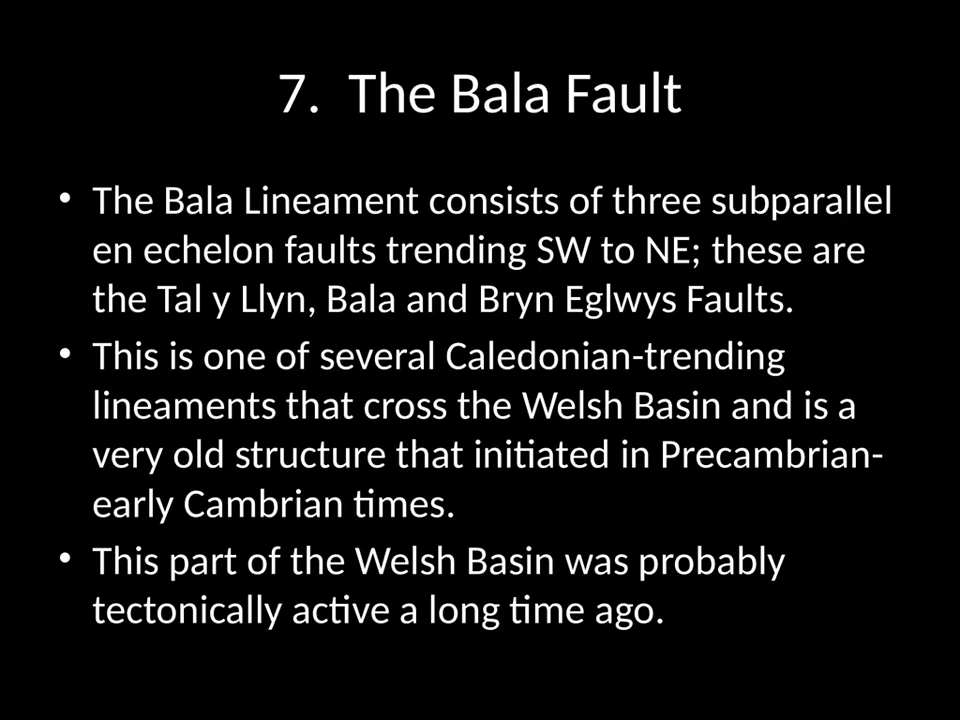 7.  The Bala Fault
• The Bala Lineament consists of three subparallel
en echelon faults trending SW to NE; these are
the Tal y Llyn, Bala and Bryn Eglwys Faults.
• This is one of several Caledonian-trending
lineaments that cross the Welsh Basin and is a
very old structure that initiated in Precambrian-
early Cambrian times.
• This part of the Welsh Basin was probably
tectonically active a long time ago.